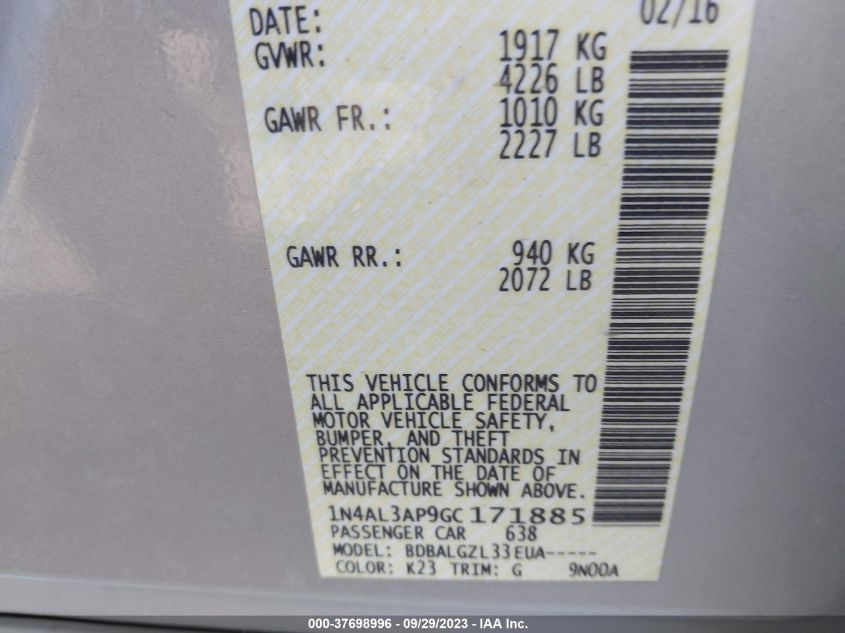 DATE: 02/16
GVWR: 1917 KG
4226 LB
GAWR FR.: 1010 KG
2227 LB
GAWR RR.: 940 KG
2072 LB
THIS VEHICLE CONFORMS TO
ALL APPLICABLE FEDERAL
MOTOR VEHICLE SAFETY,
BUMPER, AND THEFT
PREVENTION STANDARDS IN
EFFECT ON THE DATE OF
MANUFACTURE SHOWN ABOVE.
1N4AL3AP9GC171885
PASSENGER CAR 638
MODEL: BDBALGZL33EUA-----
COLOR: K23 TRIM: G 9N00A
000-37698996 - 09/29/2023 - IAA Inc.